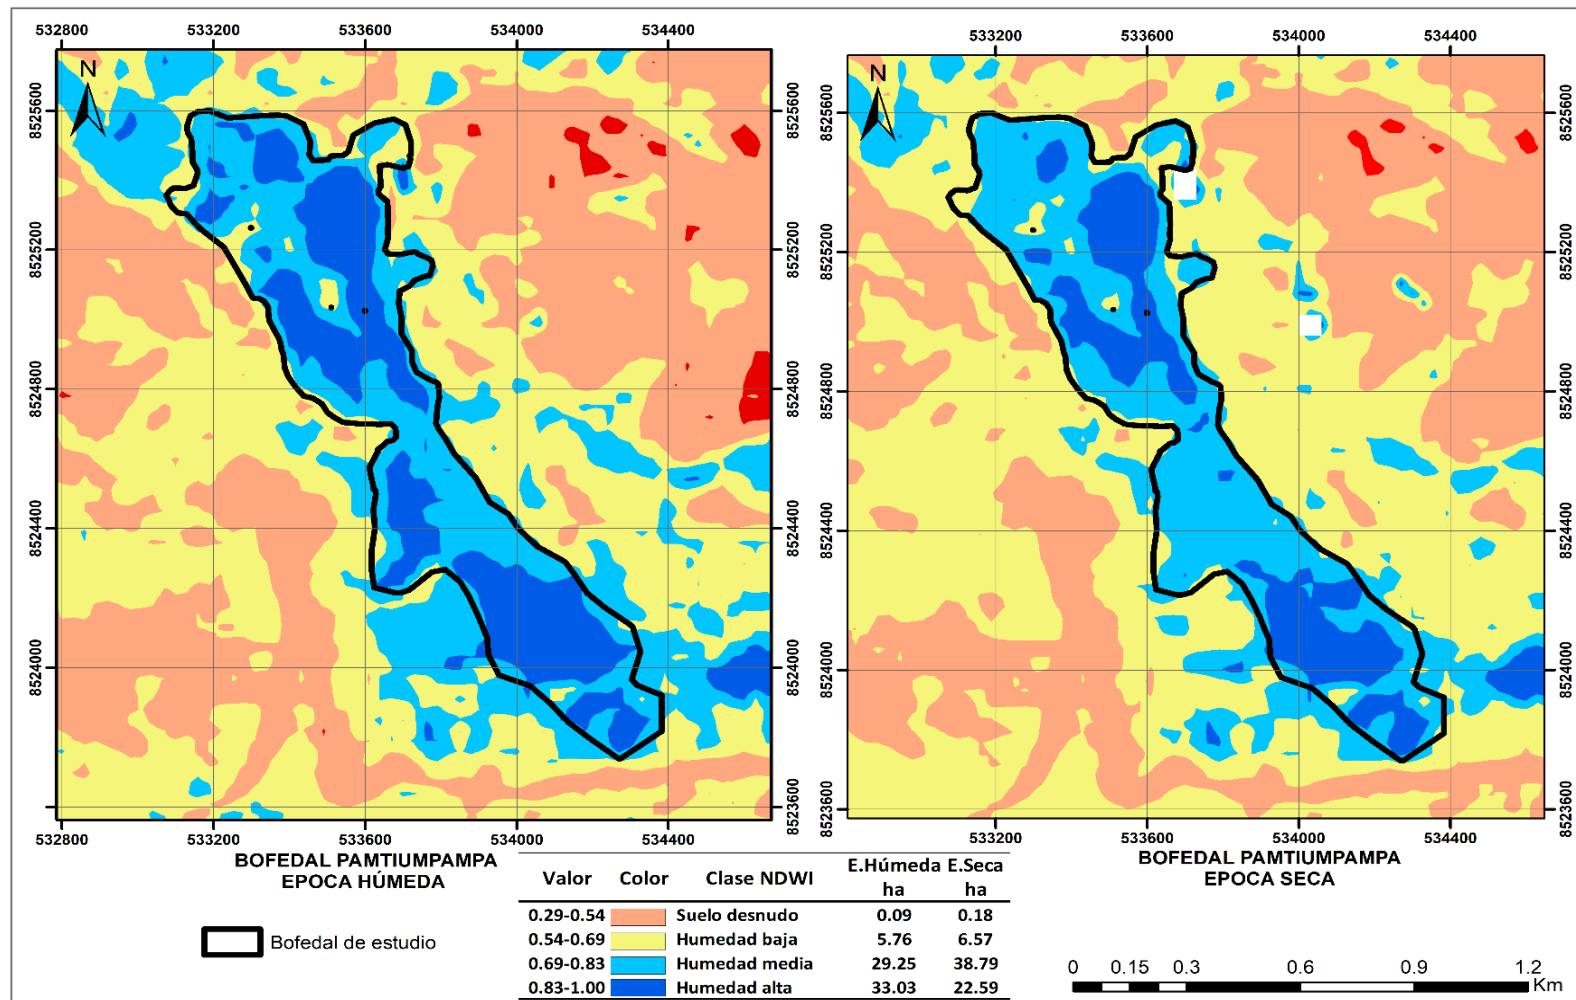 532800 533200 533600 534000 534400
533200 533600 534000 534400
N
N
8525600
8525200
8524800
8524400
8524000
8523600
8525600
8525200
8524800
8524400
8524000
8523600
8525600
8525200
8524800
8524400
8524000
8523600
8525600
8525200
8524800
8524400
8524000
8523600
532800 533200 533600 534000 534400
533200 533600 534000 534400
BOFEDAL PAMTIUMPAMPA
EPOCA HÚMEDA
BOFEDAL PAMTIUMPAMPA
EPOCA SECA
Bofedal de estudio
Valor Color Clase NDWI E.Húmeda ha E.Seca ha
0.29-0.54 Suelo desnudo 0.09 0.18
0.54-0.69 Humedad baja 5.76 6.57
0.69-0.83 Humedad media 29.25 38.79
0.83-1.00 Humedad alta 33.03 22.59
0 0.15 0.3 0.6 0.9 1.2
Km